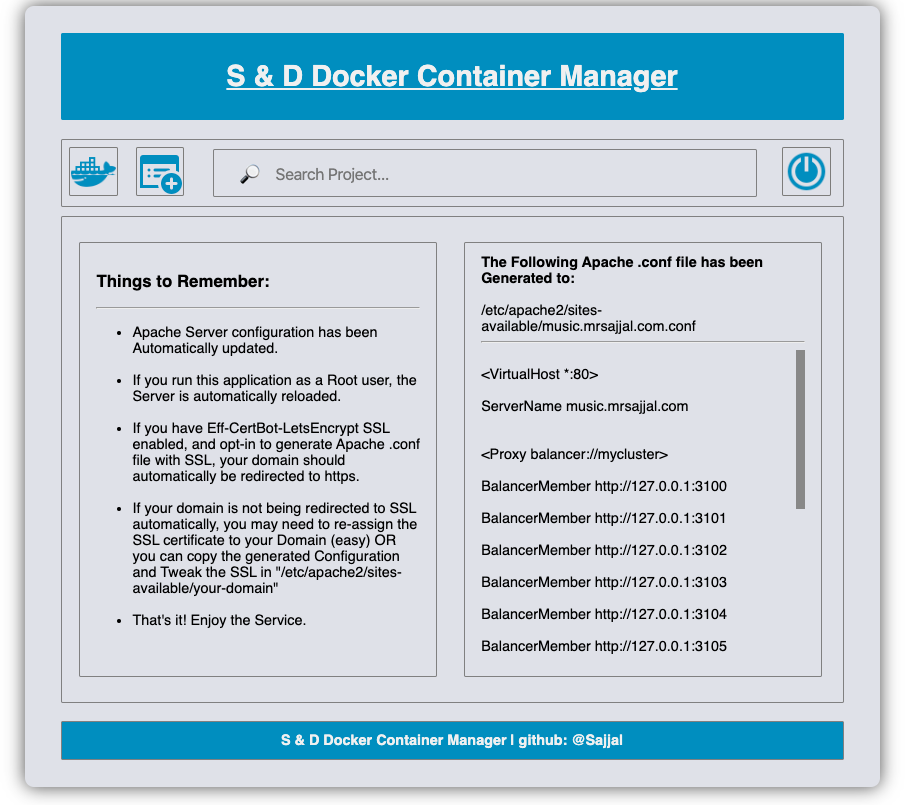 S & D Docker Container Manager
Search Project...
Things to Remember:
Apache Server configuration has been
Automatically updated.
If you run this application as a Root user, the
Server is automatically reloaded.
If you have Eff-CertBot-LetsEncrypt SSL
enabled, and opt-in to generate Apache .conf
file with SSL, your domain should
automatically be redirected to https.
If your domain is not being redirected to SSL
automatically, you may need to re-assign the
SSL certificate to your Domain (easy) OR
you can copy the generated Configuration
and Tweak the SSL in "/etc/apache2/sites-
available/your-domain"
That's it! Enjoy the Service.
The Following Apache .conf file has been
Generated to:
/etc/apache2/sites-
available/music.mrsajjal.com.conf
<VirtualHost *:80>
ServerName music.mrsajjal.com
<Proxy balancer://mycluster>
BalancerMember http://127.0.0.1:3100
BalancerMember http://127.0.0.1:3101
BalancerMember http://127.0.0.1:3102
BalancerMember http://127.0.0.1:3103
BalancerMember http://127.0.0.1:3104
BalancerMember http://127.0.0.1:3105
S & D Docker Container Manager | github: @Sajjal